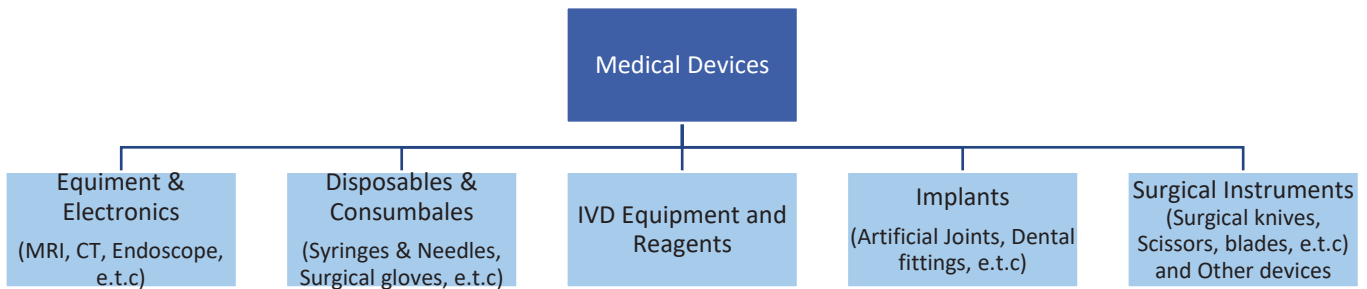 Medical Devices
Equiment &
Electronics
(MRI, CT, Endoscope,
e.t.c)
Disposables &
Consumbales
(Syringes & Needles,
Surgical gloves, e.t.c)
IVD Equipment and
Reagents
Implants
(Artificial Joints, Dental
fittings, e.t.c)
Surgical Instruments
(Surgical knives,
Scissors, blades, e.t.c)
and Other devices